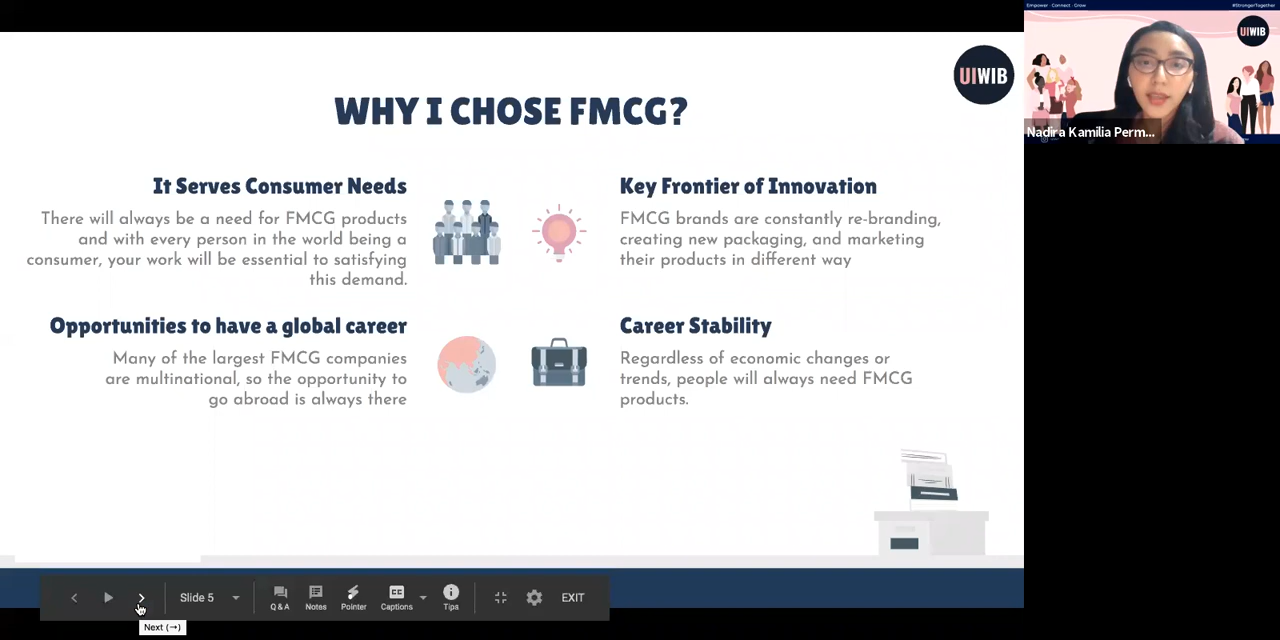 UIWIB
WHY I CHOSE FMCG?
It Serves Consumer Needs
There will always be a need for FMCG products
and with every person in the world being a
consumer, your work will be essential to satisfying
this demand.
Key Frontier of Innovation
FMCG brands are constantly re-branding,
creating new packaging, and marketing
their products in different way
Opportunities to have a global career
Many of the largest FMCG companies
are multinational, so the opportunity to
go abroad is always there
Career Stability
Regardless of economic changes or
trends, people will always need FMCG
products.
Slide 5
Q & A
Notes
Pointer
CC
Captions
Tips
EXIT
Next (→)
Empower Connect Grow
#StrongerTogether
UIWIB
Nadira Kamilia Perm...